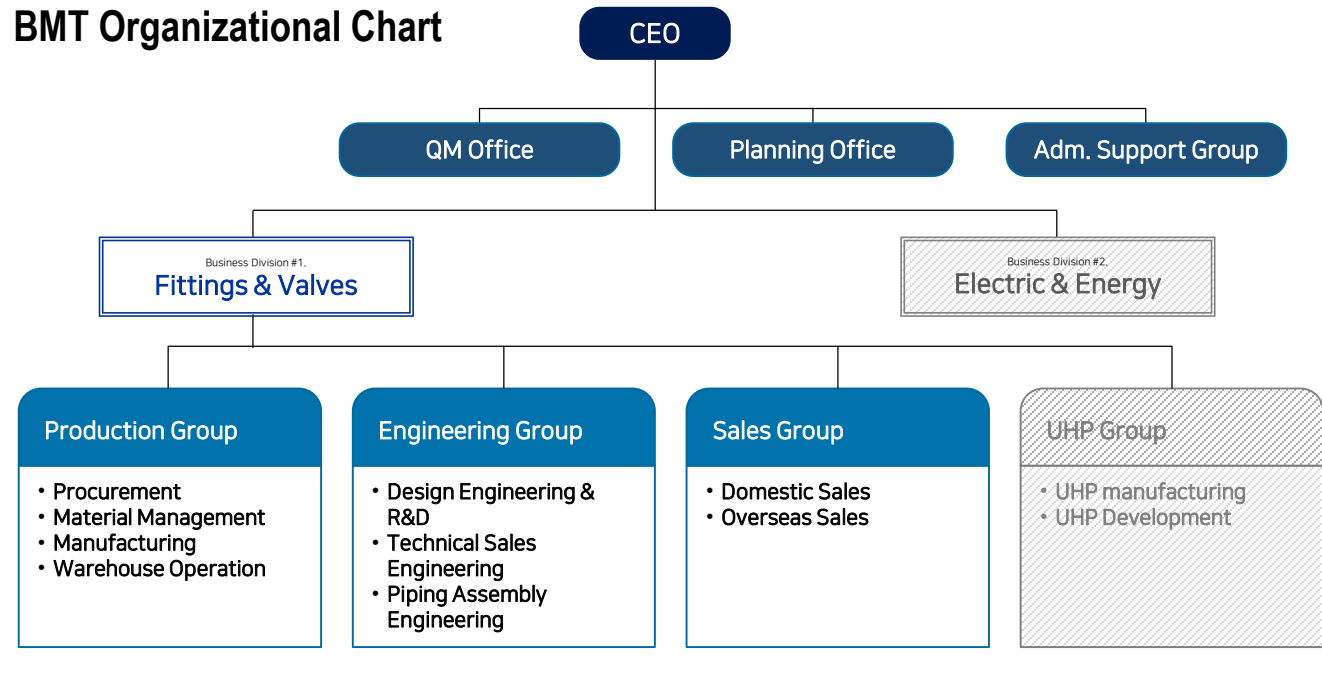 BMT Organizational Chart
CEO
QM Office
Planning Office
Adm. Support Group
Business Division #1.
Fittings & Valves
Business Division #2.
Electric & Energy
Production Group
• Procurement
• Material Management
• Manufacturing
• Warehouse Operation
Engineering Group
• Design Engineering &
R&D
• Technical Sales
Engineering
• Piping Assembly
Engineering
Sales Group
• Domestic Sales
• Overseas Sales
UHP Group
• UHP manufacturing
• UHP Development